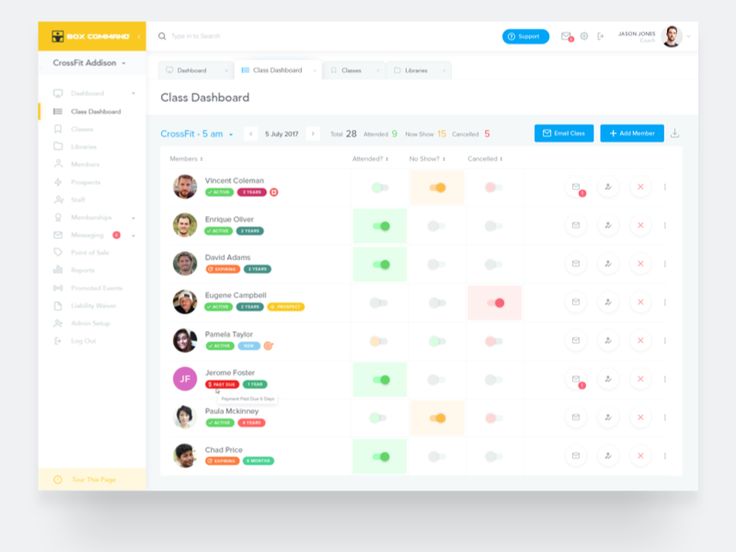 BOX COMMAND
Type in to Search
Support
JASON JONES
Coach
CrossFit Addison
Dashboard
Class Dashboard
Classes
Libraries
Class Dashboard
CrossFit - 5 am
5 July 2017
Total 28 Attended 9 Now Show 15 Cancelled 5
Email Class
Add Member
Dashboard
Class Dashboard
Classes
Libraries
Members
Prospects
Staff
Memberships
Messaging 1
Point of Sale
Reports
Promoted Events
Liability Waiver
Admin Setup
Log Out
Tour This Page
Members Attended? No Show? Cancelled
Vincent Coleman
ACTIVE 3 YEARS
Enrique Oliver
ACTIVE 2 YEARS
David Adams
EXPIRING 2 YEARS
Eugene Campbell
ACTIVE 2 YEARS PROSPECT
Pamela Taylor
ACTIVE NEW
JF
Jerome Foster
PAST DUE 1 YEAR
Payment Past Due 5 Days
Paula Mckinney
ACTIVE
Chad Price
EXPIRING MONTHS